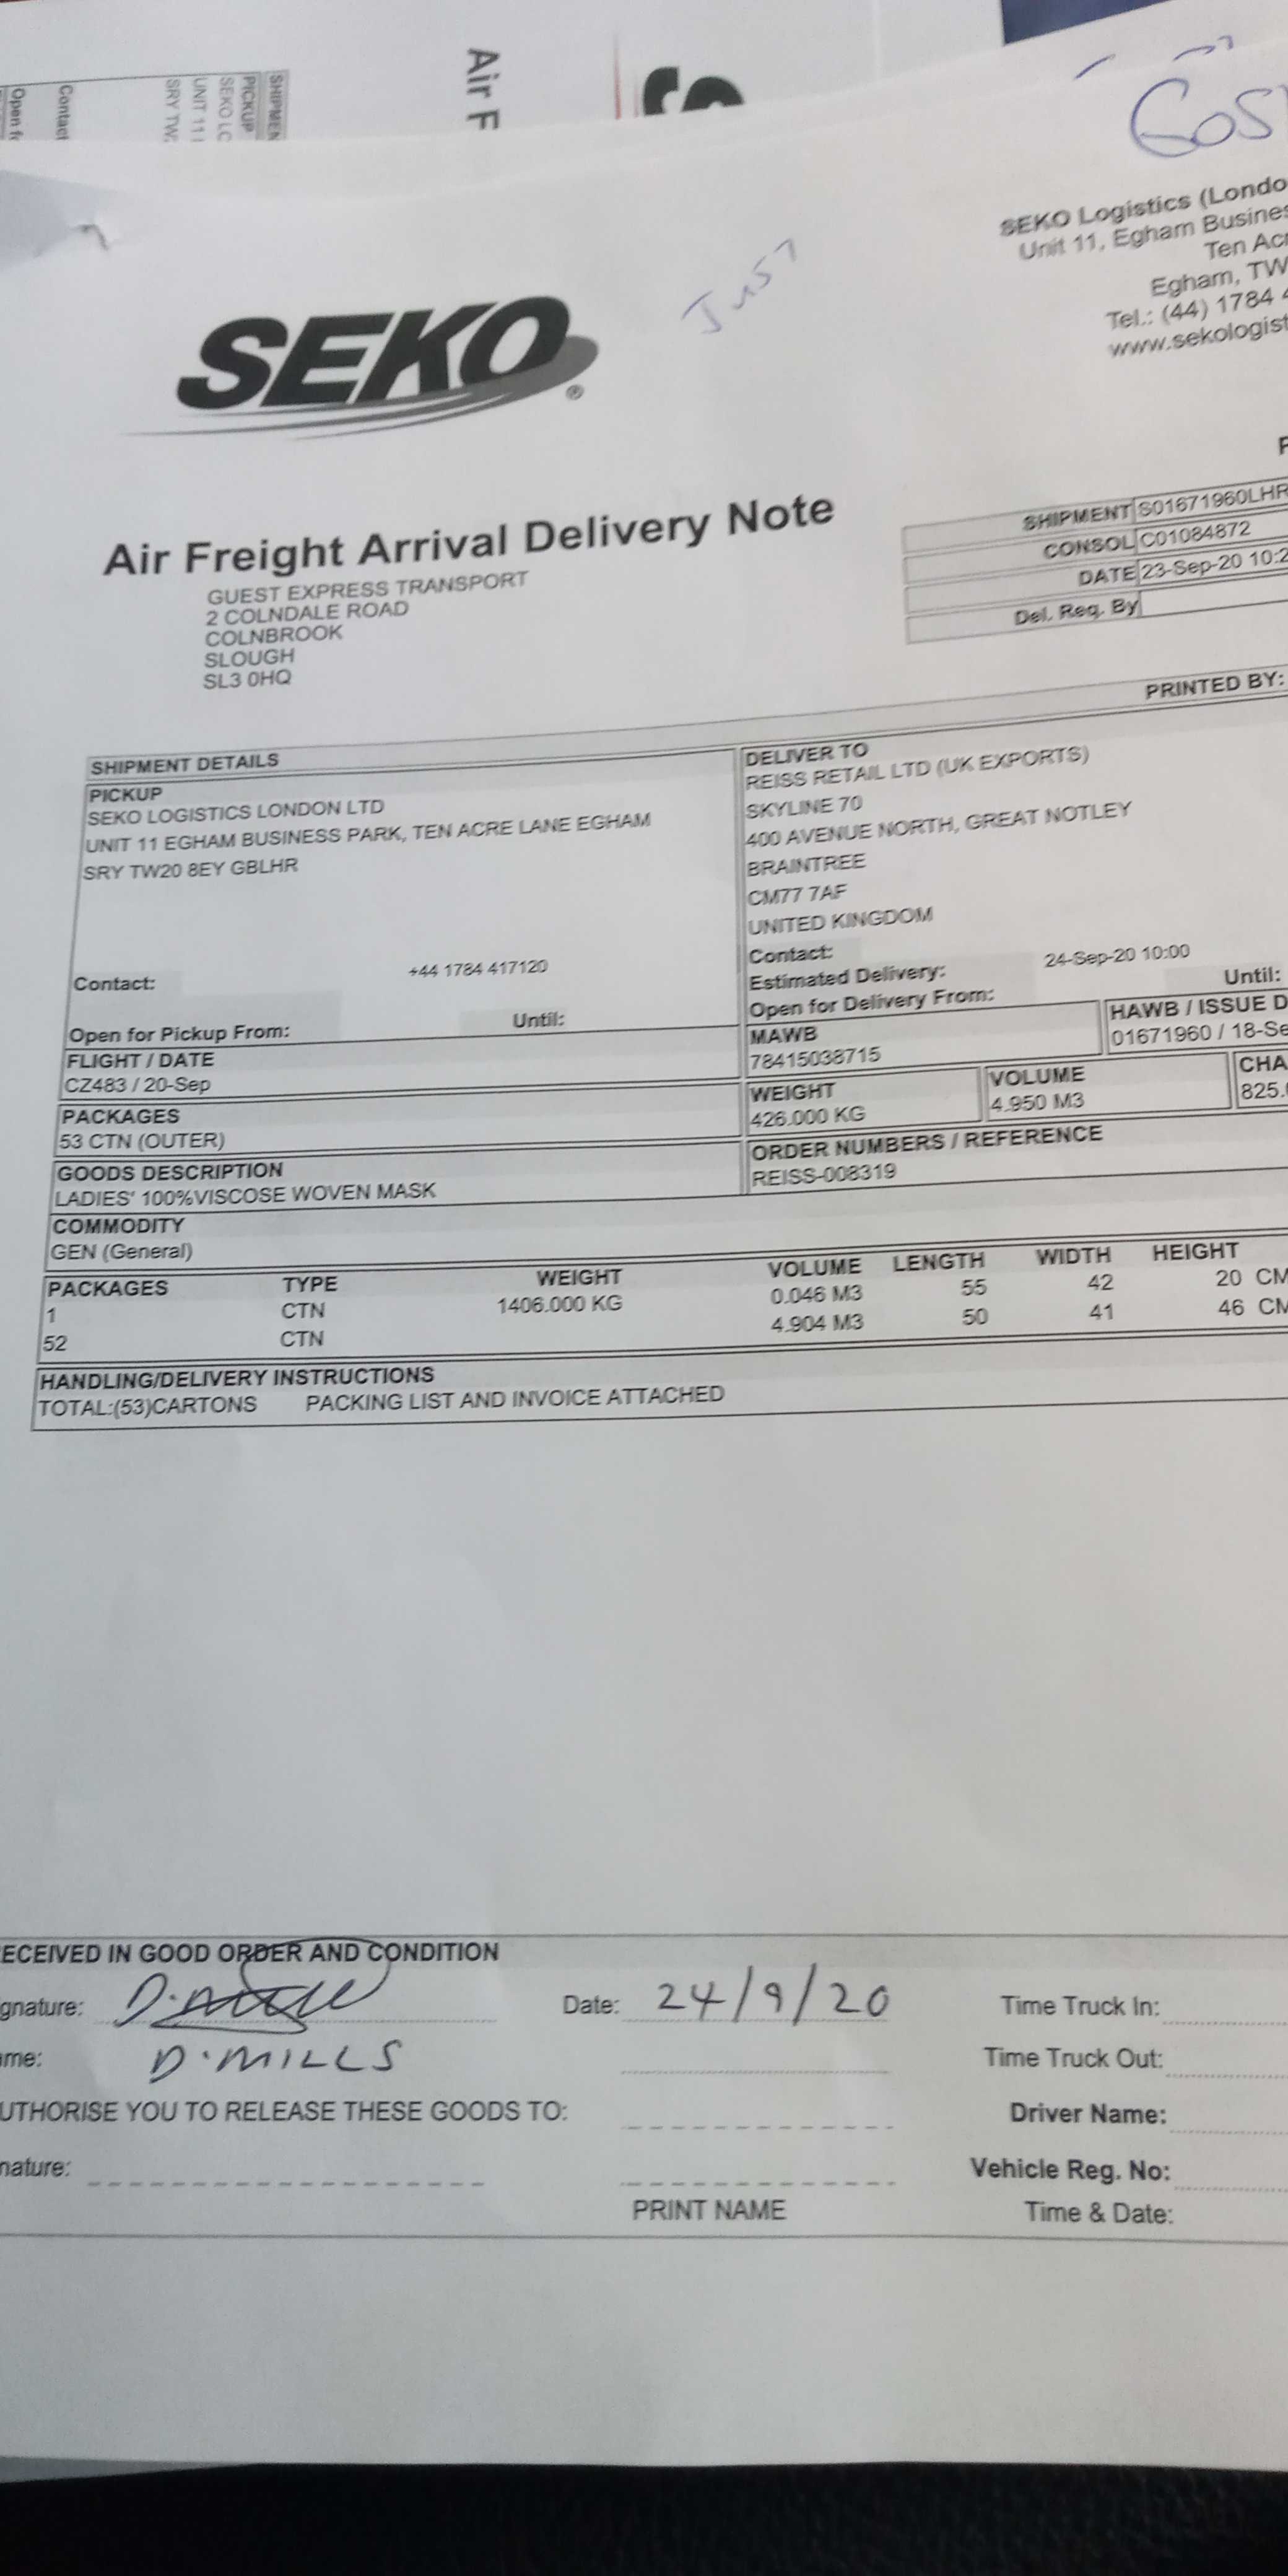 Air F
SHIPMEN
PICKUP
SEKO LC
UNIT 11
SRY TW
Contact
Open f
SEKO Logistics (Londo
Unit 11, Egham Busines
Ten Acr
Egham, TW
Tel.: (44) 1784 4
www.sekologist
JUST
SEKO®
Air Freight Arrival Delivery Note
GUEST EXPRESS TRANSPORT
2 COLNDALE ROAD
COLNBROOK
SLOUGH
SL3 0HQ
SHIPMENT S01671960LHR
CONSOL C01084872
DATE 23-Sep-20 10:2
Del. Req. By
PRINTED BY:
SHIPMENT DETAILS
PICKUP
SEKO LOGISTICS LONDON LTD
UNIT 11 EGHAM BUSINESS PARK, TEN ACRE LANE EGHAM
SRY TW20 8EY GBLHR
Contact: +44 1784 417120
Open for Pickup From: Until:
DELIVER TO
REISS RETAIL LTD (UK EXPORTS)
SKYLINE 70
400 AVENUE NORTH, GREAT NOTLEY
BRAINTREE
CM77 7AF
UNITED KINGDOM
Contact:
Estimated Delivery: 24-Sep-20 10:00
Open for Delivery From: Until:
FLIGHT / DATE
CZ483 / 20-Sep
MAWB
78415038715
HAWB / ISSUE D
01671960 / 18-Se
PACKAGES
53 CTN (OUTER)
WEIGHT
426.000 KG
VOLUME
4.950 M3
CHA
825.
GOODS DESCRIPTION
LADIES' 100%VISCOSE WOVEN MASK
ORDER NUMBERS / REFERENCE
REISS-008319
COMMODITY
GEN (General)
PACKAGES TYPE WEIGHT VOLUME LENGTH WIDTH HEIGHT
1 CTN 1406.000 KG 0.046 M3 55 42 20 CM
52 CTN 4.904 M3 50 41 46 CM
HANDLING/DELIVERY INSTRUCTIONS
TOTAL:(53)CARTONS PACKING LIST AND INVOICE ATTACHED
ECEIVED IN GOOD ORDER AND CONDITION
gnature: Date: 24/9/20 Time Truck In:
me: D.MILLS Time Truck Out:
UTHORISE YOU TO RELEASE THESE GOODS TO: Driver Name:
nature: Vehicle Reg. No:
PRINT NAME Time & Date: